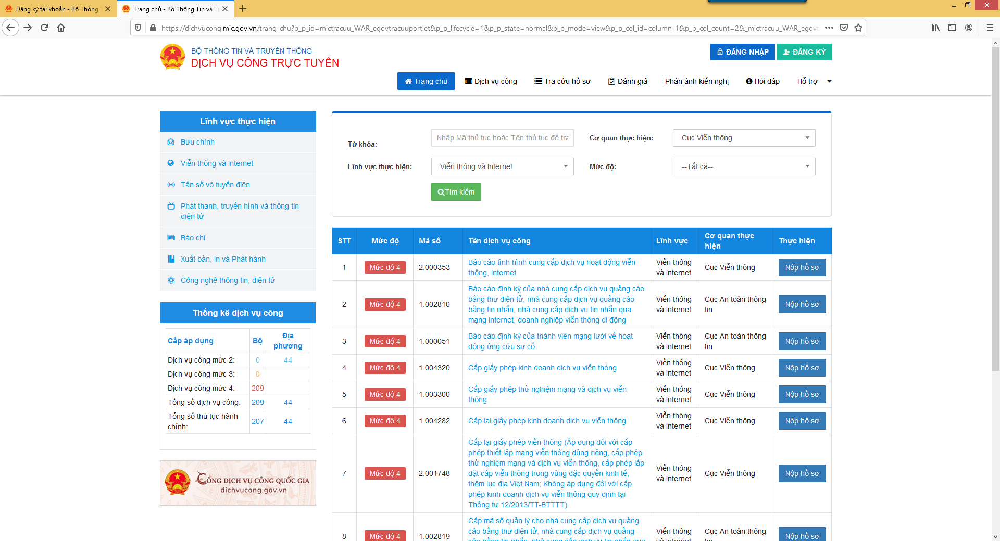 Đăng ký tài khoản - Bộ Thông T
Trang chủ - Bộ Thông Tin và T
https://dichvucong.mic.gov.vn/trang-chu?p_p_id=mictracuu_WAR_egovtracuuportlet&p_p_lifecycle=1&p_p_state=normal&p_p_mode=view&p_p_col_id=column-1&p_p_col_count=2&_mictracuu_WAR_egovt
BỘ THÔNG TIN VÀ TRUYỀN THÔNG
DỊCH VỤ CÔNG TRỰC TUYẾN
ĐĂNG NHẬP
ĐĂNG KÝ
Trang chủ
Dịch vụ công
Tra cứu hồ sơ
Đánh giá
Phản ánh kiến nghị
Hỏi đáp
Hỗ trợ
Lĩnh vực thực hiện
Bưu chính
Viễn thông và Internet
Tần số vô tuyến điện
Phát thanh, truyền hình và thông tin
điện tử
Báo chí
Xuất bản, In và Phát hành
Công nghệ thông tin, điện tử
Thống kê dịch vụ công
Cấp áp dụng Bộ Địa
phương
Dịch vụ công mức 2: 0 44
Dịch vụ công mức 3: 0
Dịch vụ công mức 4: 209
Tổng số dịch vụ công: 209 44
Tổng số thủ tục hành
chính: 207 44
CỔNG DỊCH VỤ CÔNG QUỐC GIA
dichvucong.gov.vn
Từ khóa: Nhập Mã thủ tục hoặc Tên thủ tục để tra
Cơ quan thực hiện: Cục Viễn thông
Lĩnh vực thực hiện: Viễn thông và Internet
Mức độ: --Tất cả--
Tìm kiếm
STT Mức độ Mã số Tên dịch vụ công Lĩnh vực Cơ quan thực
hiện Thực hiện
1 Mức độ 4 2.000353 Báo cáo tình hình cung cấp dịch vụ hoạt động viễn
thông, Internet Viễn thông
và Internet Cục Viễn thông Nộp hồ sơ
2 Mức độ 4 1.002810 Báo cáo định kỳ của nhà cung cấp dịch vụ quảng cáo
bằng thư điện tử, nhà cung cấp dịch vụ quảng cáo
bằng tin nhắn, nhà cung cấp dịch vụ tin nhắn qua
mạng Internet, doanh nghiệp viễn thông di động
Viễn thông
và Internet Cục An toàn thông
tin Nộp hồ sơ
3 Mức độ 4 1.000051 Báo cáo định kỳ của thành viên mạng lưới về hoạt
động ứng cứu sự cố Viễn thông
và Internet Cục An toàn thông
tin Nộp hồ sơ
4 Mức độ 4 1.004320 Cấp giấy phép kinh doanh dịch vụ viễn thông Viễn thông
và Internet Cục Viễn thông Nộp hồ sơ
5 Mức độ 4 1.003300 Cấp giấy phép thử nghiệm mạng và dịch vụ viễn
thông Viễn thông
và Internet Cục Viễn thông Nộp hồ sơ
6 Mức độ 4 1.004282 Cấp lại giấy phép kinh doanh dịch vụ viễn thông Viễn thông
và Internet Cục Viễn thông Nộp hồ sơ
7 Mức độ 4 2.001748 Cấp lại giấy phép viễn thông (Áp dụng đối với cấp
phép thiết lập mạng viễn thông dùng riêng, cấp phép
thử nghiệm mạng và dịch vụ viễn thông, cấp phép lắp
đặt cáp viễn thông trong vùng đặc quyền kinh tế,
thềm lục địa Việt Nam; Không áp dụng đối với cấp
phép kinh doanh dịch vụ viễn thông quy định tại
Thông tư 12/2013/TT-BTTTT)
Viễn thông
và Internet Cục Viễn thông Nộp hồ sơ
8 Mức độ 4 1.002819 Cấp mã số quản lý cho nhà cung cấp dịch vụ quảng
cáo bằng thư điện tử, nhà cung cấp dịch vụ quảng
cáo bằng tin nhắn, nhà cung cấp dịch vụ tin nhắn qua
Viễn thông
Cục An toàn thông
Nộp hồ sơ